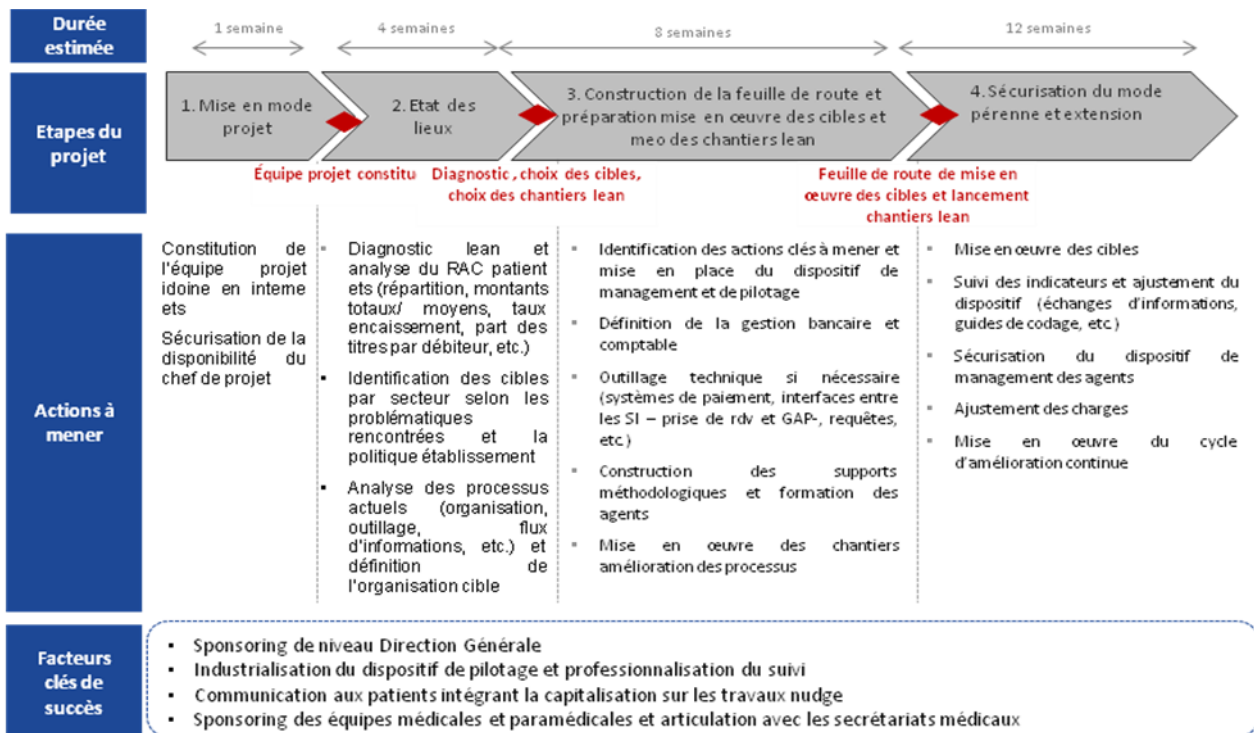 Durée
estimée
1 semaine
4 semaines
8 semaines
12 semaines
Etapes du
projet
1. Mise en mode
projet
2. Etat des
lieux
3. Construction de la feuille de route et
préparation mise en œuvre des cibles et
meo des chantiers lean
4. Sécurisation du mode
pérenne et extension
Équipe projet constitu
Diagnostic, choix des cibles,
choix des chantiers lean
Feuille de route de mise en
œuvre des cibles et lancement
chantiers lean
Actions à
mener
Constitution de
l'équipe projet
idoine en interne
ets
Sécurisation de la
disponibilité du
chef de projet
▪ Diagnostic lean et
analyse du RAC patient
ets (répartition, montants
totaux/ moyens, taux
encaissement, part des
titres par débiteur, etc.)
▪ Identification des cibles
par secteur selon les
problématiques
rencontrées et la
politique établissement
▪ Analyse des processus
actuels (organisation,
outillage, flux
d'informations, etc.) et
définition de
l'organisation cible
▪ Identification des actions clés à mener et
mise en place du dispositif de
management et de pilotage
▪ Définition de la gestion bancaire et
comptable
▪ Outillage technique si nécessaire
(systèmes de paiement, interfaces entre
les SI – prise de rdv et GAP-, requêtes,
etc.)
▪ Construction des supports
méthodologiques et formation des
agents
▪ Mise en œuvre des chantiers
amélioration des processus
▪ Mise en œuvre des cibles
▪ Suivi des indicateurs et ajustement du
dispositif (échanges d'informations,
guides de codage, etc.)
▪ Sécurisation du dispositif de
management des agents
▪ Ajustement des charges
▪ Mise en œuvre du cycle
d'amélioration continue
Facteurs
clés de
succès
▪ Sponsoring de niveau Direction Générale
▪ Industrialisation du dispositif de pilotage et professionnalisation du suivi
▪ Communication aux patients intégrant la capitalisation sur les travaux nudge
▪ Sponsoring des équipes médicales et paramédicales et articulation avec les secrétariats médicaux